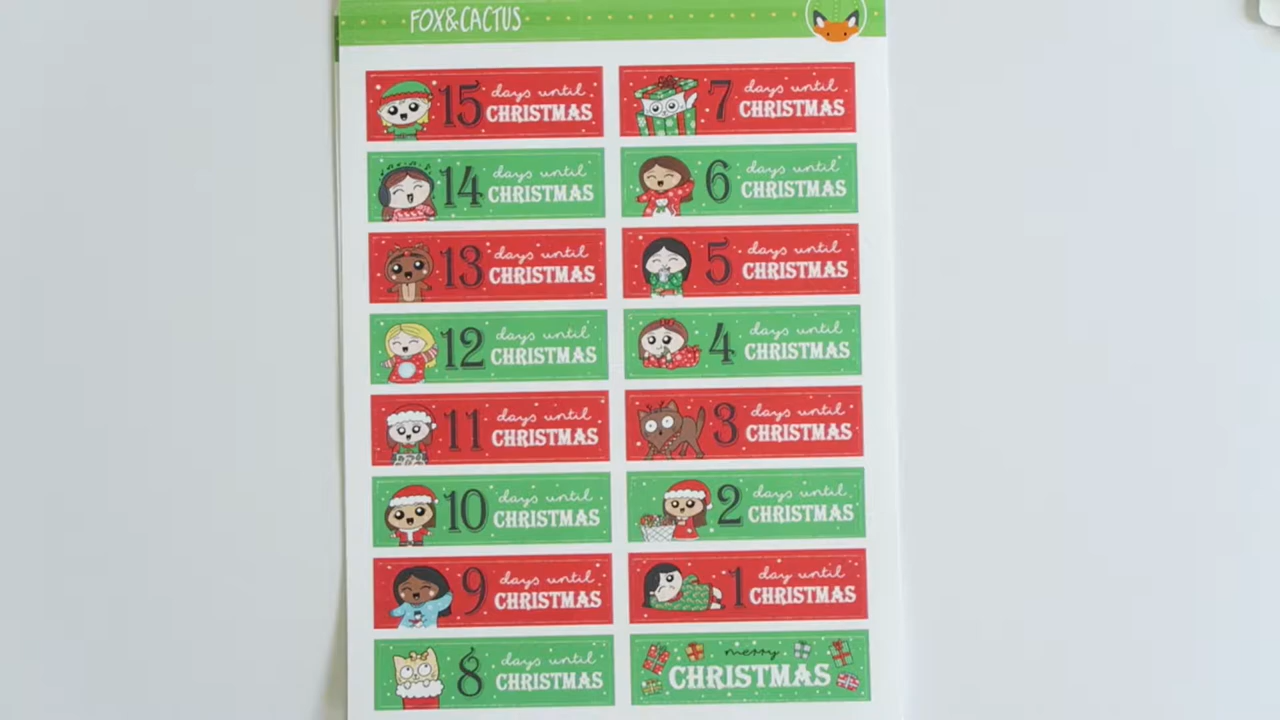 FOX&CACTUS
15 days until
CHRISTMAS
14 days until
CHRISTMAS
13 days until
CHRISTMAS
12 days until
CHRISTMAS
11 days until
CHRISTMAS
10 days until
CHRISTMAS
9 days until
CHRISTMAS
8 days until
CHRISTMAS
7 days until
CHRISTMAS
6 days until
CHRISTMAS
5 days until
CHRISTMAS
4 days until
CHRISTMAS
3 days until
CHRISTMAS
2 days until
CHRISTMAS
1 day until
CHRISTMAS
merry
CHRISTMAS